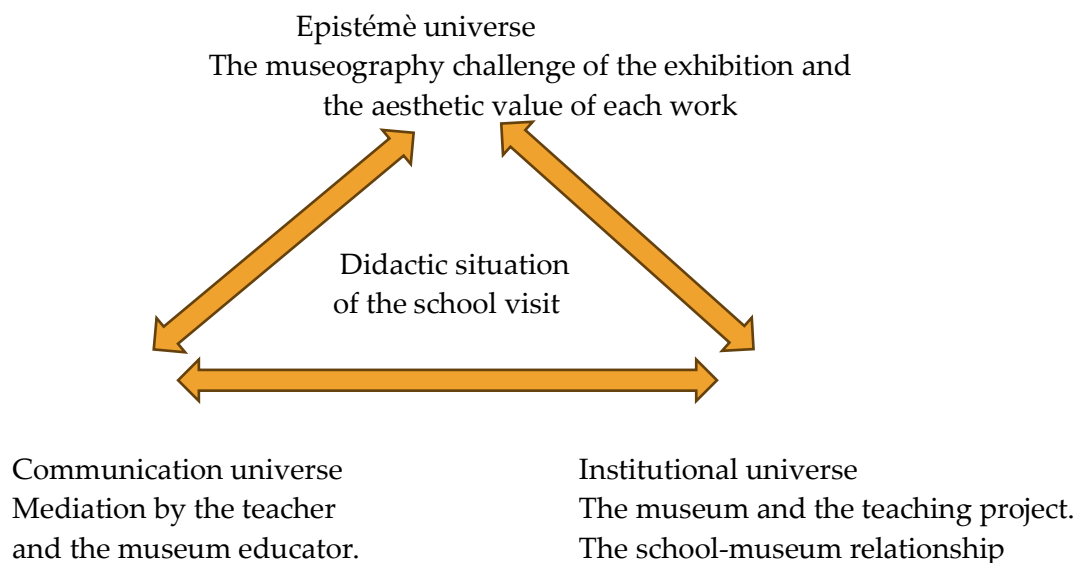 Epistémè universe
The museography challenge of the exhibition and
the aesthetic value of each work
Didactic situation
of the school visit
Communication universe
Mediation by the teacher
and the museum educator.
Institutional universe
The museum and the teaching project.
The school-museum relationship